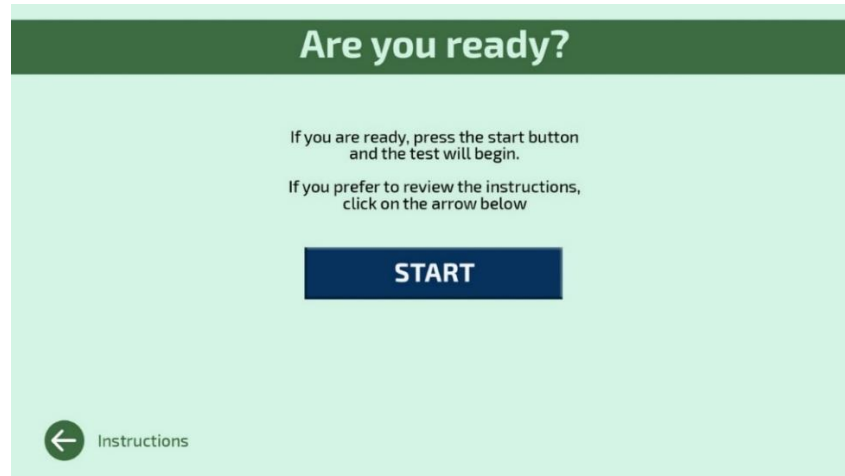 Are you ready?
If you are ready, press the start button
and the test will begin.
If you prefer to review the instructions,
click on the arrow below
START
Instructions